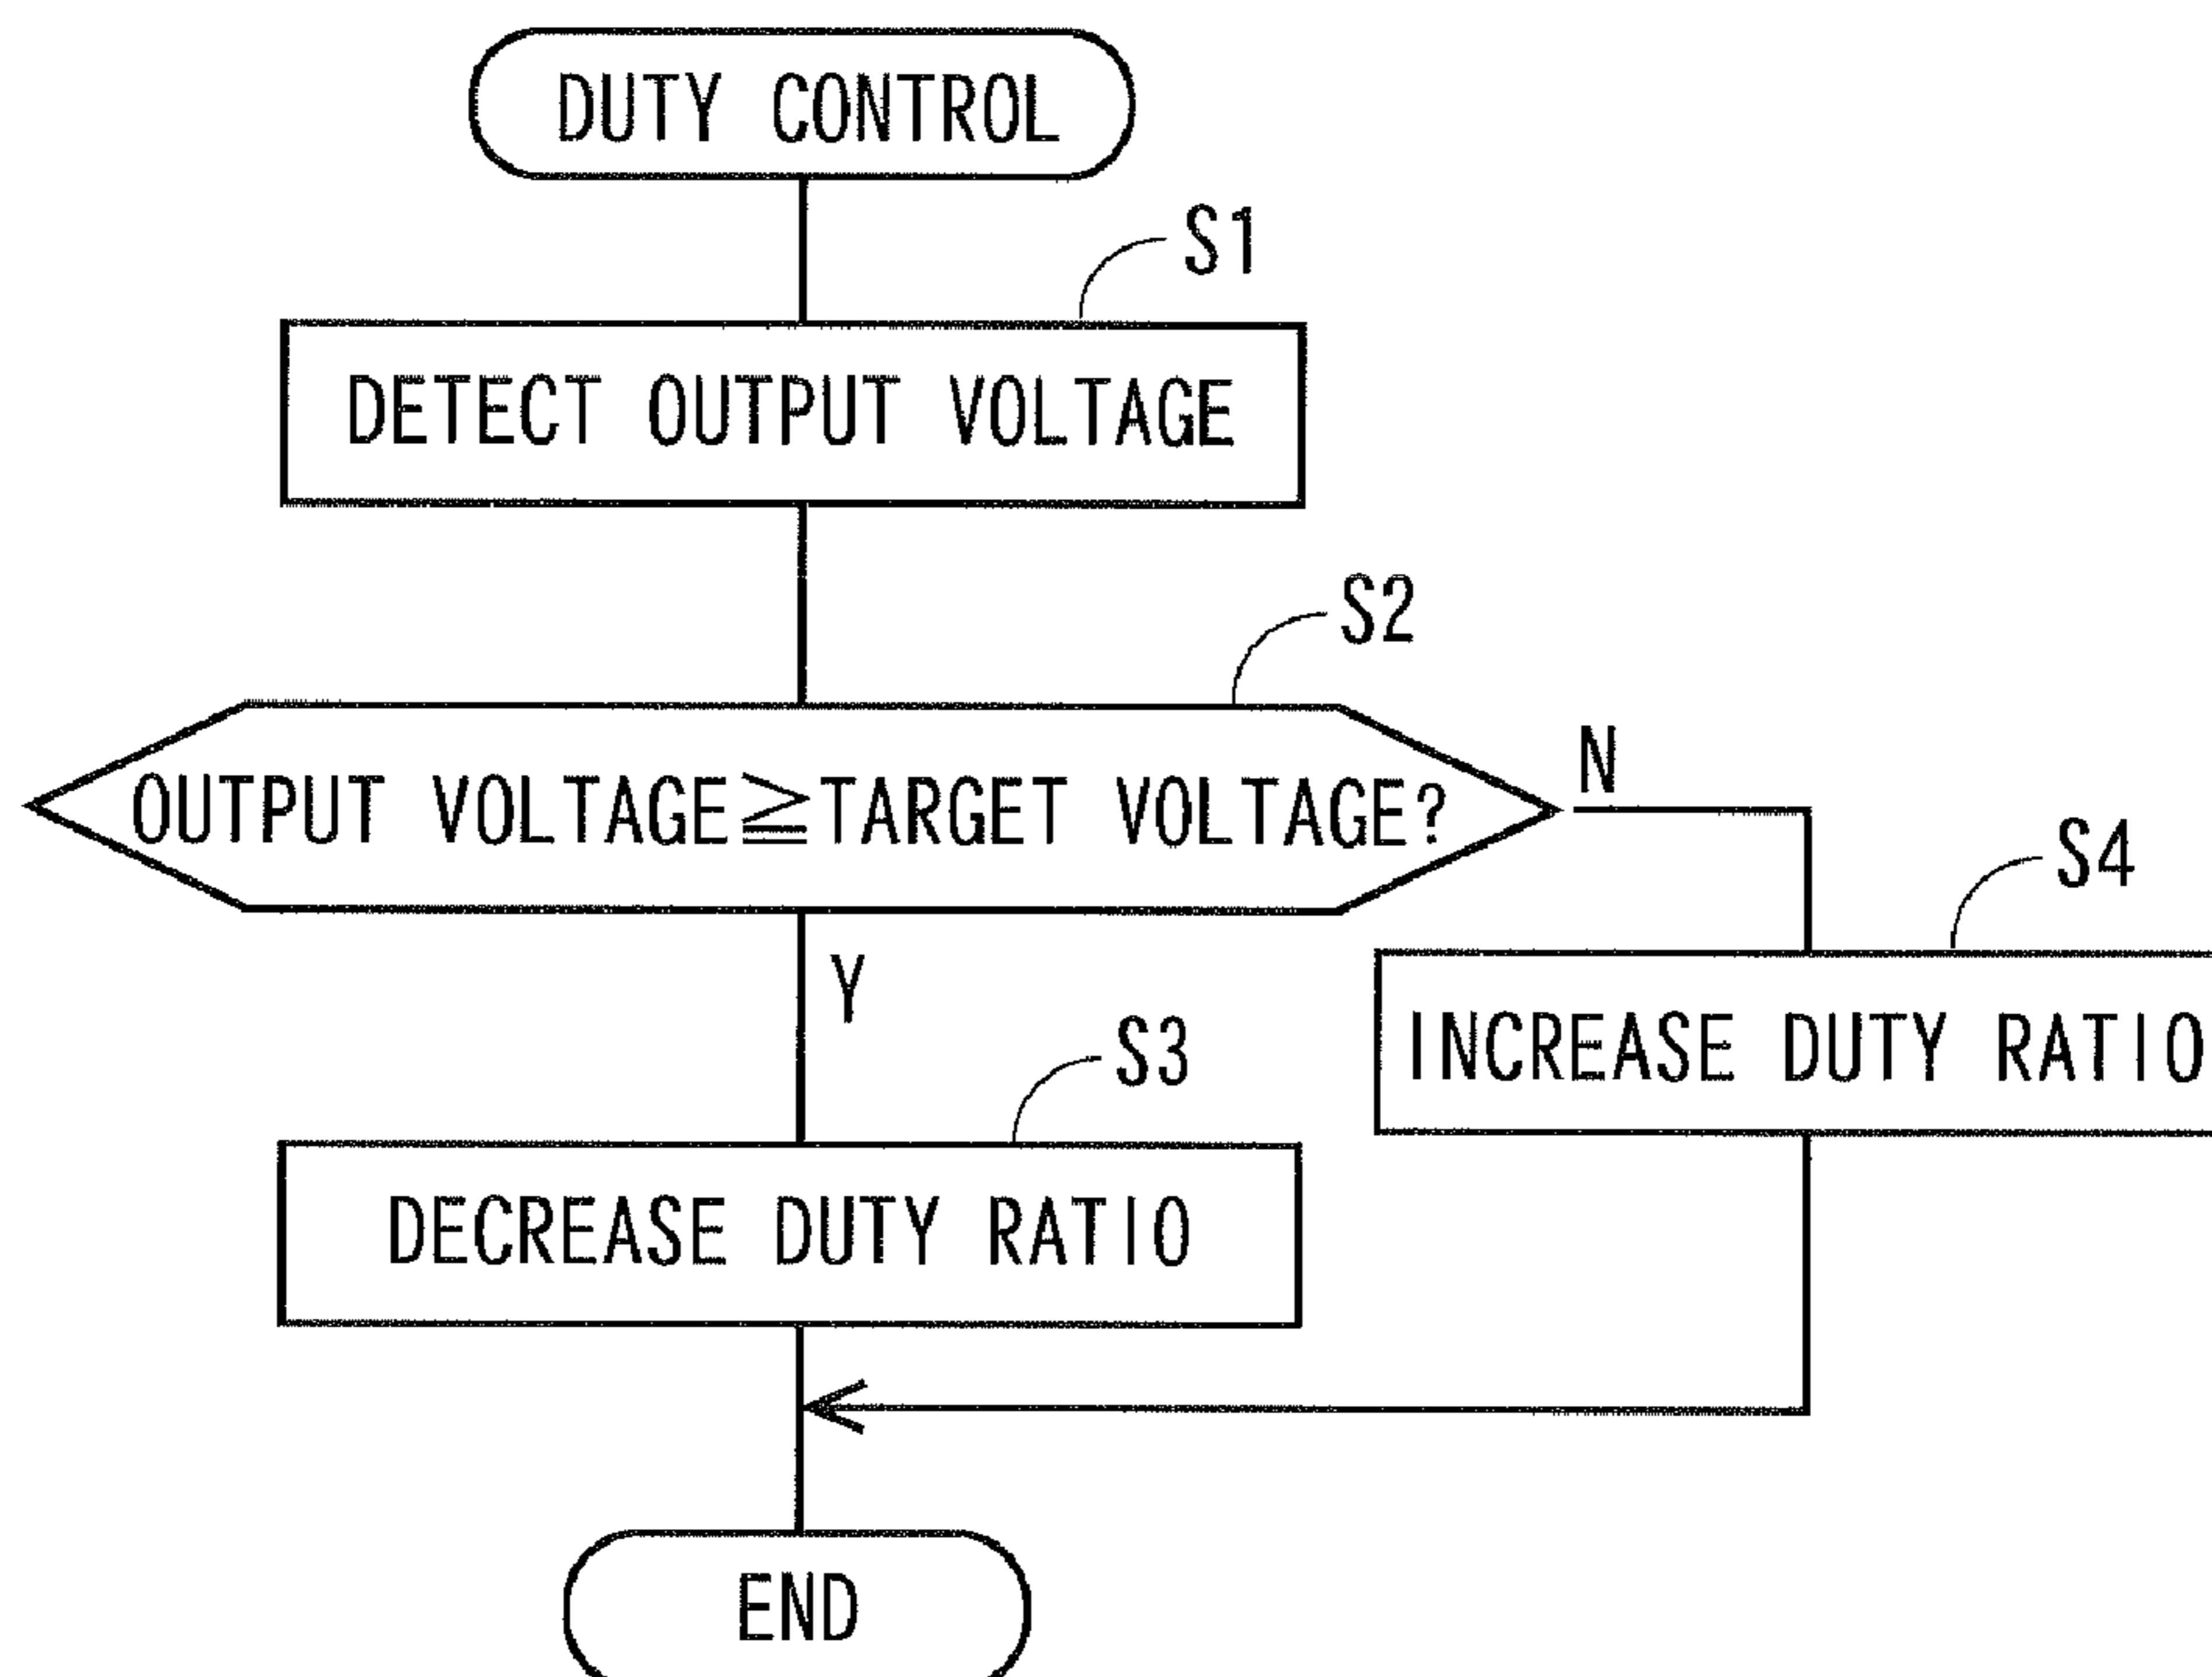 DUTY CONTROL
S1
DETECT OUTPUT VOLTAGE
S2
OUTPUT VOLTAGE≧TARGET VOLTAGE?
N
S4
Y
INCREASE DUTY RATIO
S3
DECREASE DUTY RATIO
END